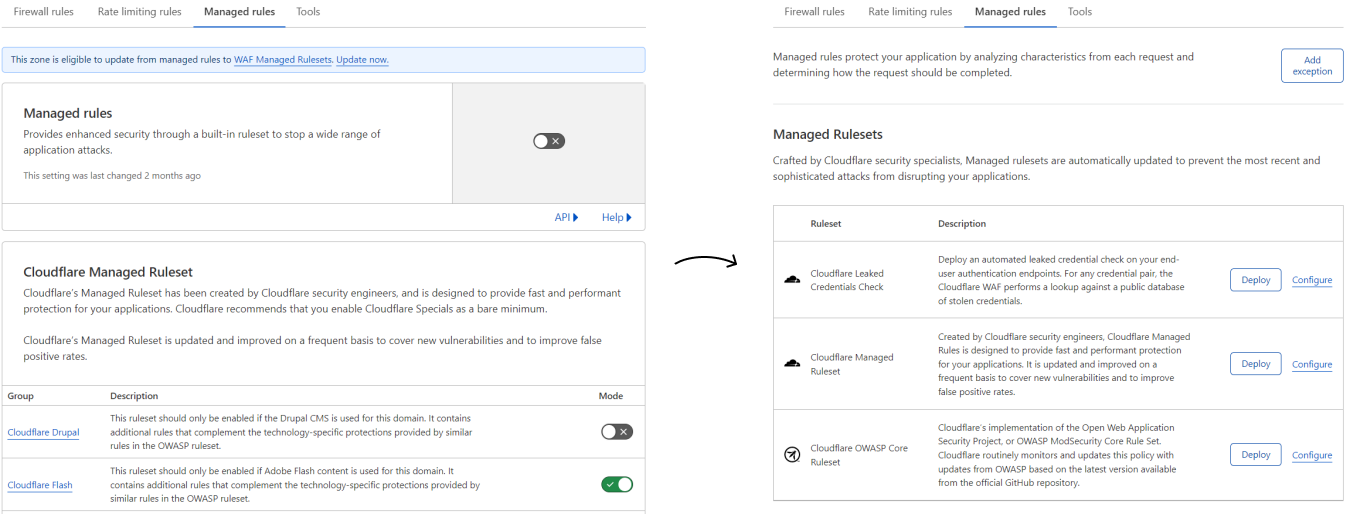 Firewall rules Rate limiting rules Managed rules Tools
This zone is eligible to update from managed rules to WAF Managed Rulesets. Update now.
Managed rules
Provides enhanced security through a built-in ruleset to stop a wide range of
application attacks.
This setting was last changed 2 months ago
API Help
Cloudflare Managed Ruleset
Cloudflare's Managed Ruleset has been created by Cloudflare security engineers, and is designed to provide fast and performant
protection for your applications. Cloudflare recommends that you enable Cloudflare Specials as a bare minimum.
Cloudflare's Managed Ruleset is updated and improved on a frequent basis to cover new vulnerabilities and to improve false
positive rates.
Group Description Mode
Cloudflare Drupal
This ruleset should only be enabled if the Drupal CMS is used for this domain. It contains
additional rules that complement the technology-specific protections provided by similar
rules in the OWASP ruleset.
Cloudflare Flash
This ruleset should only be enabled if Adobe Flash content is used for this domain. It
contains additional rules that complement the technology-specific protections provided by
similar rules in the OWASP ruleset.
Firewall rules Rate limiting rules Managed rules Tools
Managed rules protect your application by analyzing characteristics from each request and
determining how the request should be completed.
Add
exception
Managed Rulesets
Crafted by Cloudflare security specialists, Managed rulesets are automatically updated to prevent the most recent and
sophisticated attacks from disrupting your applications.
Ruleset Description
Cloudflare Leaked
Credentials Check
Deploy an automated leaked credential check on your end-
user authentication endpoints. For any credential pair, the
Cloudflare WAF performs a lookup against a public database
of stolen credentials.
Deploy Configure
Cloudflare Managed
Ruleset
Created by Cloudflare security engineers, Cloudflare Managed
Rules is designed to provide fast and performant protection
for your applications. It is updated and improved on a
frequent basis to cover new vulnerabilities and to improve
false positive rates.
Deploy Configure
Cloudflare OWASP Core
Ruleset
Cloudflare's implementation of the Open Web Application
Security Project, or OWASP ModSecurity Core Rule Set.
Cloudflare routinely monitors and updates this policy with
updates from OWASP based on the latest version available
from the official GitHub repository.
Deploy Configure